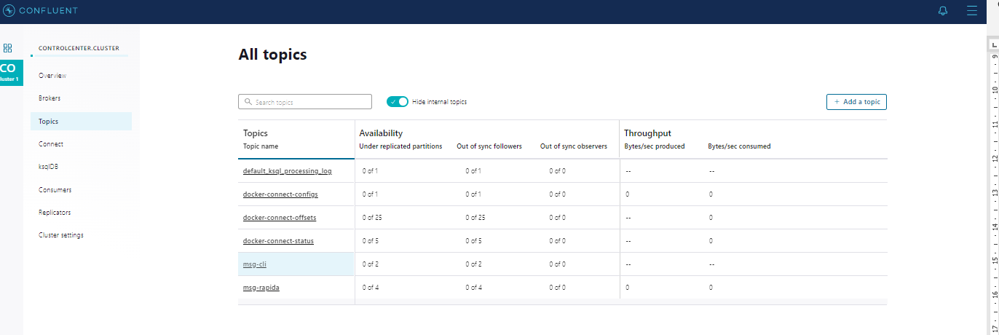 CONFLUENT
CONTROLCENTER.CLUSTER
CO
luster 1
Overview
Brokers
Topics
Connect
ksqlDB
Consumers
Replicators
Cluster settings
All topics
Search topics
Hide internal topics
+ Add a topic
Topics Availability Throughput
Topic name Under replicated partitions Out of sync followers Out of sync observers Bytes/sec produced Bytes/sec consumed
default_ksql_processing_log 0 of 1 0 of 1 0 of 0 -- --
docker-connect-configs 0 of 1 0 of 1 0 of 0 0 0
docker-connect-offsets 0 of 25 0 of 25 0 of 0 -- 0
docker-connect-status 0 of 5 0 of 5 0 of 0 -- 0
msg-cli 0 of 2 0 of 2 0 of 0 -- --
msg-rapida 0 of 4 0 of 4 0 of 0 0 0
9
10
11
12
13
14
15
16
17